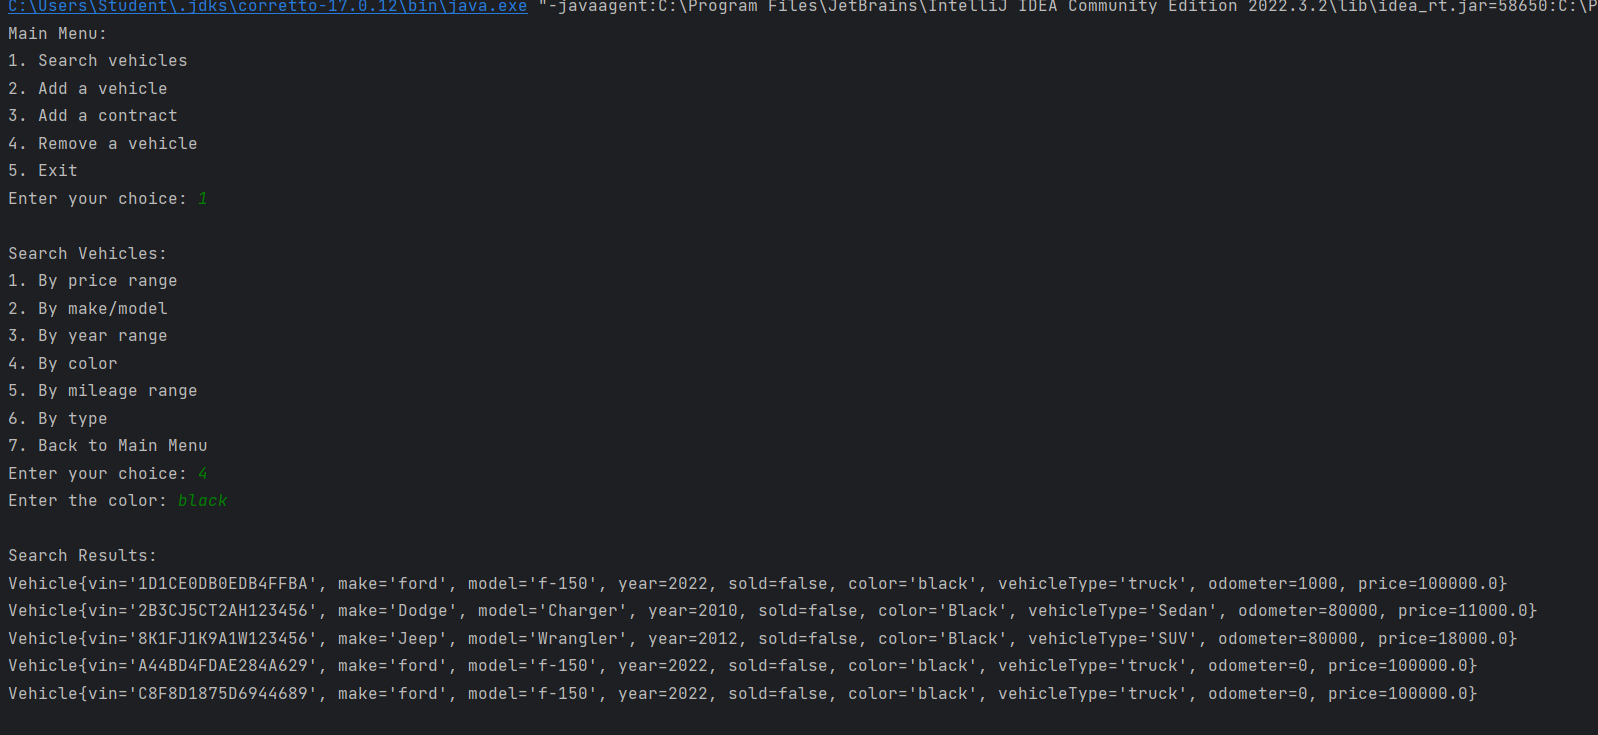 C:\Users\Student\.jdks\corretto-17.0.12\bin\java.exe "-javaagent:C:\Program Files\JetBrains\IntelliJ IDEA Community Edition 2022.3.2\lib\idea_rt.jar=58650:C:\P
Main Menu:
1. Search vehicles
2. Add a vehicle
3. Add a contract
4. Remove a vehicle
5. Exit
Enter your choice: 1
Search Vehicles:
1. By price range
2. By make/model
3. By year range
4. By color
5. By mileage range
6. By type
7. Back to Main Menu
Enter your choice: 4
Enter the color: black
Search Results:
Vehicle{vin='1D1CE0DB0EDB4FFBA', make='ford', model='f-150', year=2022, sold=false, color='black', vehicleType='truck', odometer=1000, price=100000.0}
Vehicle{vin='2B3CJ5CT2AH123456', make='Dodge', model='Charger', year=2010, sold=false, color='Black', vehicleType='Sedan', odometer=80000, price=11000.0}
Vehicle{vin='8K1FJ1K9A1W123456', make='Jeep', model='Wrangler', year=2012, sold=false, color='Black', vehicleType='SUV', odometer=80000, price=18000.0}
Vehicle{vin='A44BD4FDAE284A629', make='ford', model='f-150', year=2022, sold=false, color='black', vehicleType='truck', odometer=0, price=100000.0}
Vehicle{vin='C8F8D1875D6944689', make='ford', model='f-150', year=2022, sold=false, color='black', vehicleType='truck', odometer=0, price=100000.0}